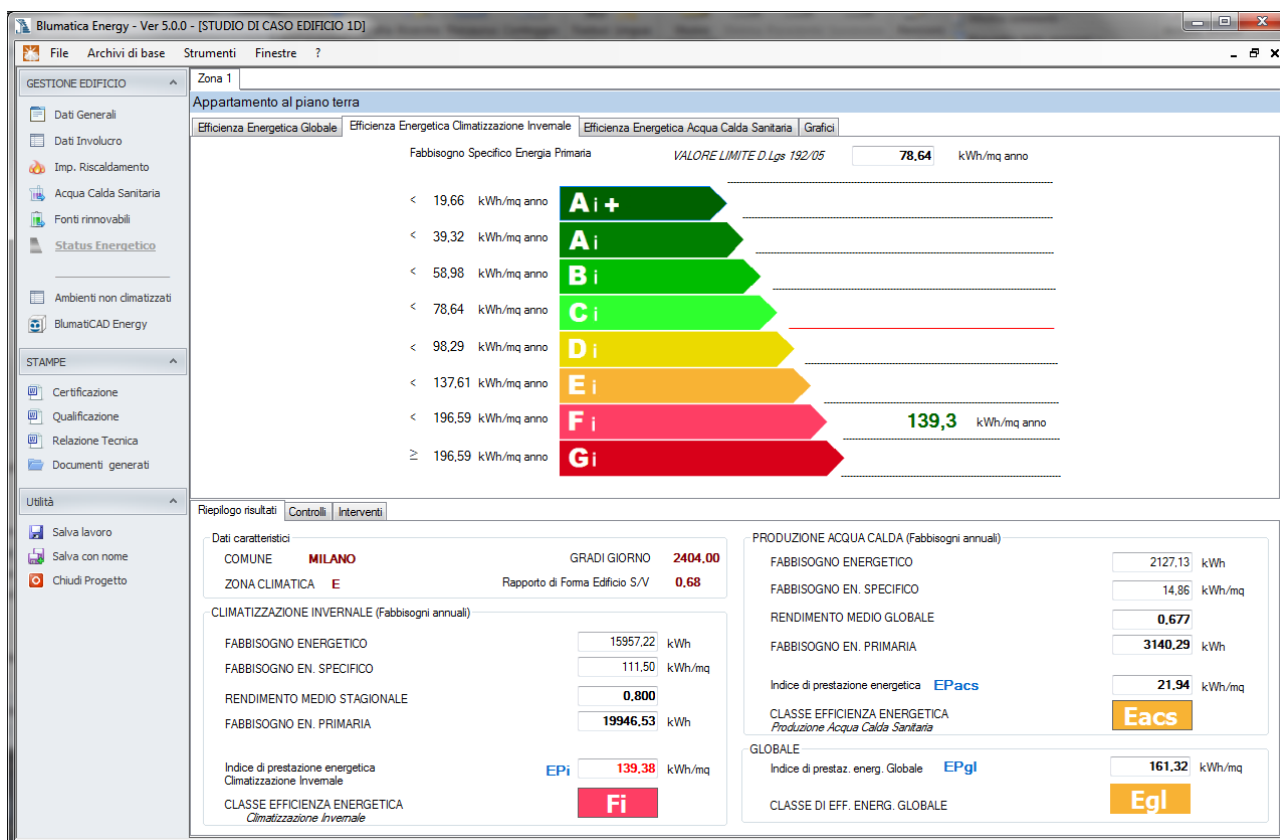 Blumatica Energy - Ver 5.0.0 - [STUDIO DI CASO EDIFICIO 1D]
File Archivi di base Strumenti Finestre ?
GESTIONE EDIFICIO
Dati Generali
Dati Involucro
Imp. Riscaldamento
Acqua Calda Sanitaria
Fonti rinnovabili
Status Energetico
Ambienti non climatizzati
BlumatiCAD Energy
STAMPE
Certificazione
Qualificazione
Relazione Tecnica
Documenti generati
Utilità
Salva lavoro
Salva con nome
Chiudi Progetto
Zona 1
Appartamento al piano terra
Efficienza Energetica Globale Efficienza Energetica Climatizzazione Invernale Efficienza Energetica Acqua Calda Sanitaria Grafici
Fabbisogno Specifico Energia Primaria VALORE LIMITE D.Lgs 192/05 78,64 kWh/mq anno
< 19,66 kWh/mq anno A i +
< 39,32 kWh/mq anno A i
< 58,98 kWh/mq anno B i
< 78,64 kWh/mq anno C i
< 98,29 kWh/mq anno D i
< 137,61 kWh/mq anno E i
< 196,59 kWh/mq anno F i 139,3 kWh/mq anno
≥ 196,59 kWh/mq anno G i
Riepilogo risultati Controlli Interventi
Dati caratteristici
COMUNE MILANO GRADI GIORNO 2404,00
ZONA CLIMATICA E Rapporto di Forma Edificio S/V 0,68
CLIMATIZZAZIONE INVERNALE (Fabbisogni annuali)
FABBISOGNO ENERGETICO 15957,22 kWh
FABBISOGNO EN. SPECIFICO 111,50 kWh/mq
RENDIMENTO MEDIO STAGIONALE 0,800
FABBISOGNO EN. PRIMARIA 19946,53 kWh
Indice di prestazione energetica
Climatizzazione Invernale EPi 139,38 kWh/mq
CLASSE EFFICIENZA ENERGETICA
Climatizzazione Invernale Fi
PRODUZIONE ACQUA CALDA (Fabbisogni annuali)
FABBISOGNO ENERGETICO 2127,13 kWh
FABBISOGNO EN. SPECIFICO 14,86 kWh/mq
RENDIMENTO MEDIO GLOBALE 0,677
FABBISOGNO EN. PRIMARIA 3140,29 kWh
Indice di prestazione energetica EPacs 21,94 kWh/mq
CLASSE EFFICIENZA ENERGETICA
Produzione Acqua Calda Sanitaria Eacs
GLOBALE
Indice di prestaz. energ. Globale EPgl 161,32 kWh/mq
CLASSE DI EFF. ENERG. GLOBALE Egl